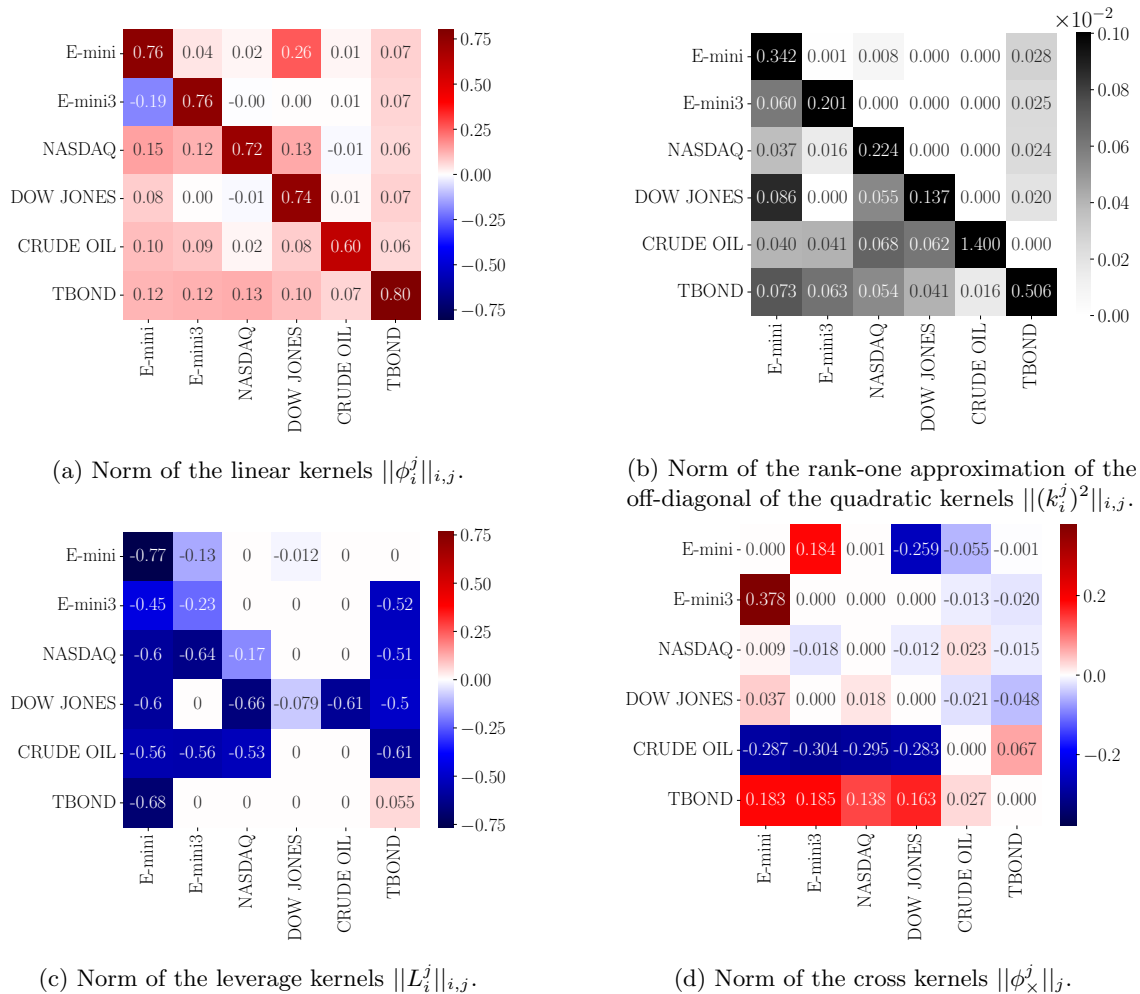 E-mini 0.76 0.04 0.02 0.26 0.01 0.07
E-mini3 -0.19 0.76 -0.00 0.00 0.01 0.07
NASDAQ 0.15 0.12 0.72 0.13 -0.01 0.06
DOW JONES 0.08 0.00 -0.01 0.74 0.01 0.07
CRUDE OIL 0.10 0.09 0.02 0.08 0.60 0.06
TBOND 0.12 0.12 0.13 0.10 0.07 0.80
E-mini E-mini3 NASDAQ DOW JONES CRUDE OIL TBOND
0.75
0.50
0.25
0.00
−0.25
−0.50
−0.75
(a) Norm of the linear kernels $||\phi_i^j||_{i,j}$.
×10⁻²
E-mini 0.342 0.001 0.008 0.000 0.000 0.028
E-mini3 0.060 0.201 0.000 0.000 0.000 0.025
NASDAQ 0.037 0.016 0.224 0.000 0.000 0.024
DOW JONES 0.086 0.000 0.055 0.137 0.000 0.020
CRUDE OIL 0.040 0.041 0.068 0.062 1.400 0.000
TBOND 0.073 0.063 0.054 0.041 0.016 0.506
E-mini E-mini3 NASDAQ DOW JONES CRUDE OIL TBOND
0.10
0.08
0.06
0.04
0.02
0.00
(b) Norm of the rank-one approximation of the
off-diagonal of the quadratic kernels $||(k_i^j)^2||_{i,j}$.
E-mini -0.77 -0.13 0 -0.012 0 0
E-mini3 -0.45 -0.23 0 0 0 -0.52
NASDAQ -0.6 -0.64 -0.17 0 0 -0.51
DOW JONES -0.6 0 -0.66 -0.079 -0.61 -0.5
CRUDE OIL -0.56 -0.56 -0.53 0 0 -0.61
TBOND -0.68 0 0 0 0 0.055
E-mini E-mini3 NASDAQ DOW JONES CRUDE OIL TBOND
0.75
0.50
0.25
0.00
−0.25
−0.50
−0.75
(c) Norm of the leverage kernels $||L_i^j||_{i,j}$.
E-mini 0.000 0.184 0.001 -0.259 -0.055 -0.001
E-mini3 0.378 0.000 0.000 0.000 -0.013 -0.020
NASDAQ 0.009 -0.018 0.000 -0.012 0.023 -0.015
DOW JONES 0.037 0.000 0.018 0.000 -0.021 -0.048
CRUDE OIL -0.287 -0.304 -0.295 -0.283 0.000 0.067
TBOND 0.183 0.185 0.138 0.163 0.027 0.000
E-mini E-mini3 NASDAQ DOW JONES CRUDE OIL TBOND
0.2
0.0
−0.2
(d) Norm of the cross kernels $||\phi_\times^j||_j$.